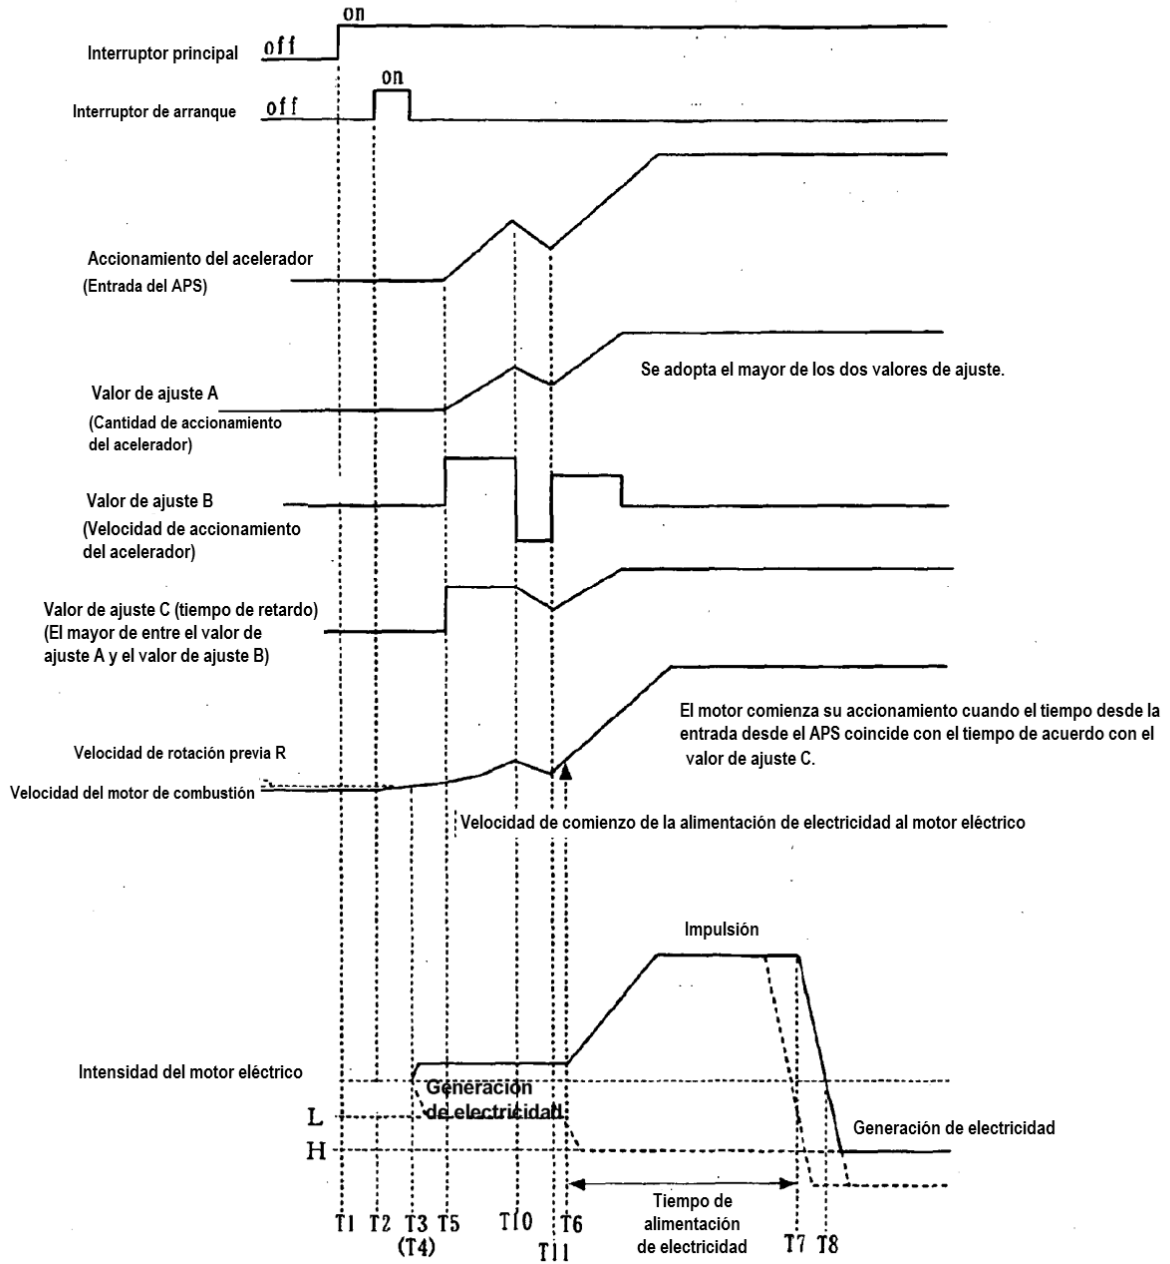 on
Interruptor principal off
on
Interruptor de arranque off
Accionamiento del acelerador
(Entrada del APS)
Se adopta el mayor de los dos valores de ajuste.
Valor de ajuste A
(Cantidad de accionamiento
del acelerador)
Valor de ajuste B
(Velocidad de accionamiento
del acelerador)
Valor de ajuste C (tiempo de retardo)
(El mayor de entre el valor de
ajuste A y el valor de ajuste B)
El motor comienza su accionamiento cuando el tiempo desde la
entrada desde el APS coincide con el tiempo de acuerdo con el
valor de ajuste C.
Velocidad de rotación previa R
Velocidad del motor de combustión
Velocidad de comienzo de la alimentación de electricidad al motor eléctrico
Impulsión
Intensidad del motor eléctrico
Generación
de electricidad
L
Generación de electricidad
H
Tiempo de
alimentación
de electricidad
T1 T2 T3 T5 T10 T6
(T4) T11 T7 T8